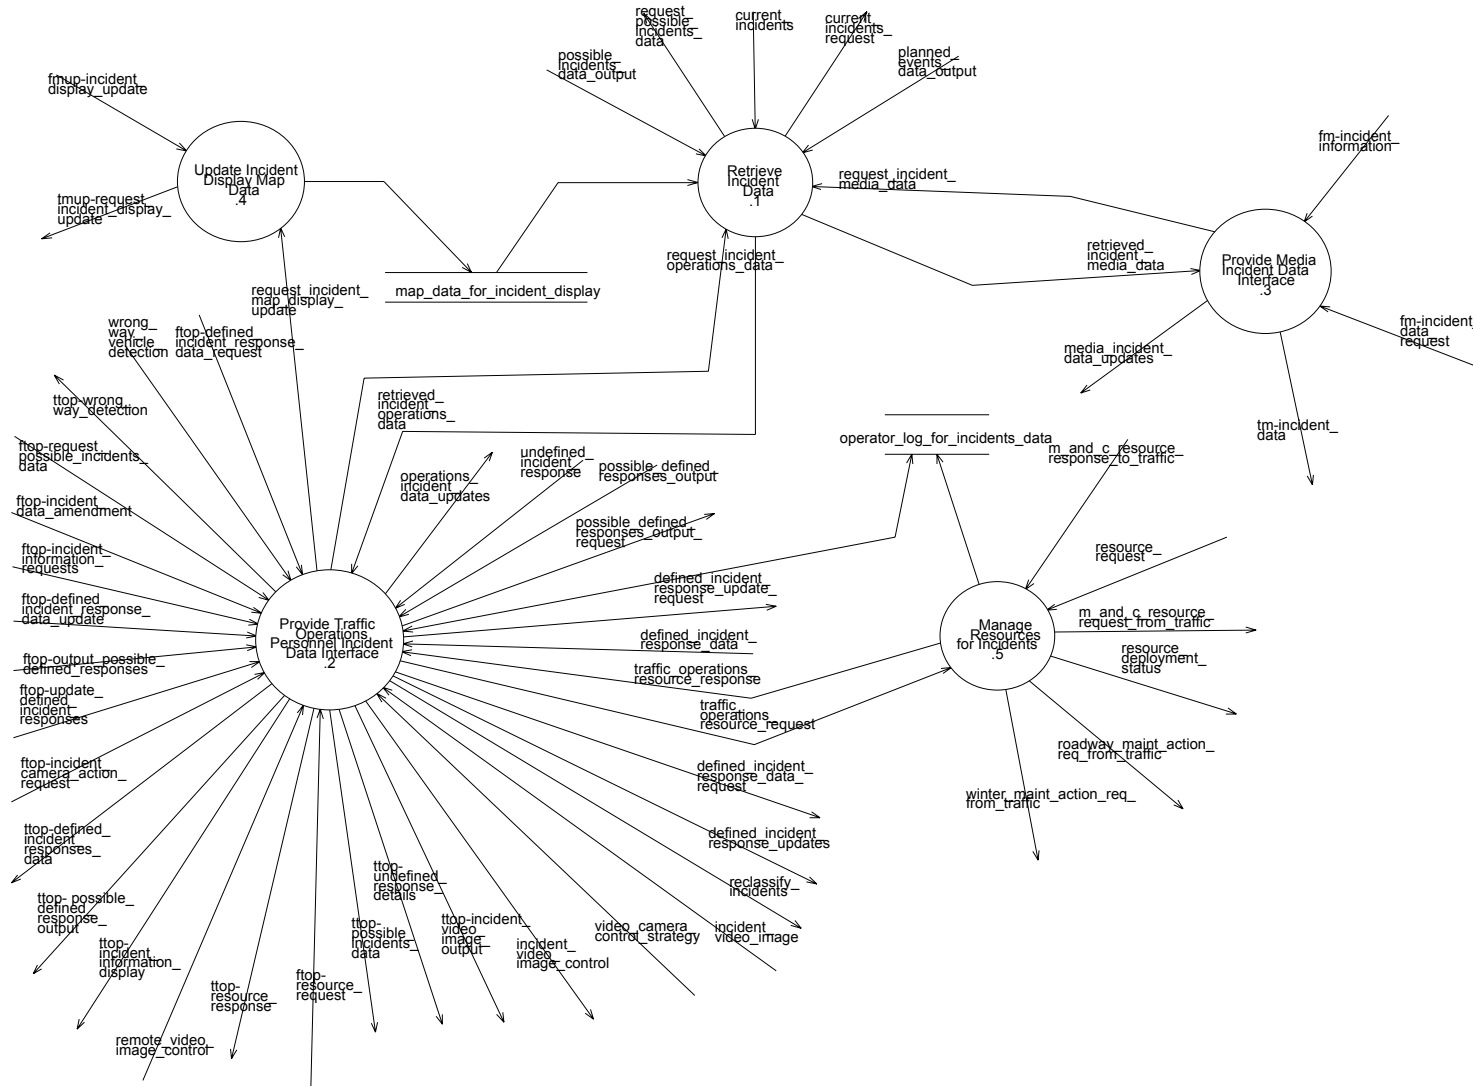 request_
possible_
incidents_
data
current_
incidents
current_
incidents_
request
possible_
incidents_
data_output
planned_
events_
data_output
fmup-incident_
display_update
Update Incident
Display Map
Data
.4
tmup-request_
incident_display_
update
Retrieve
Incident
Data
.1
request_incident_
media_data
fm-incident_
information
Provide Media
Incident Data
Interface
.3
retrieved_
incident_
media_data
request_incident_
operations_data
map_data_for_incident_display
request_incident_
map_display_
update
fm-incident_
data_
request
media_incident_
data_updates
tm-incident_
data
wrong_
way_
vehicle_
detection
ftop-defined_
incident_response_
data_request
ttop-wrong_
way_detection
retrieved_
incident_
operations_
data
operator_log_for_incidents_data
m_and_c_resource_
response_to_traffic
ftop-request_
possible_incidents_
data
operations_
incident_
data_updates
undefined_
incident_
response
possible_defined_
responses_output
ftop-incident_
data_amendment
possible_defined_
responses_output_
request
ftop-incident_
information_
requests
resource_
request
defined_incident_
response_update_
request
ftop-defined_
incident_response_
data_update
m_and_c_resource_
request_from_traffic
Provide Traffic
Operations
Personnel Incident
Data Interface
.2
defined_incident_
response_data
Manage
Resources
for Incidents
.5
resource_
deployment_
status
ftop-output_possible_
defined_responses
traffic_operations_
resource_response
ftop-update_
defined_
incident_
responses
traffic_
operations_
resource_request
roadway_maint_action_
req_from_traffic
ftop-incident_
camera_action_
request
defined_incident_
response_data_
request
winter_maint_action_req_
from_traffic
ttop-defined_
incident_
responses_
data
defined_incident_
response_updates
ttop-
undefined_
response_
details
reclassify_
incidents
ttop- possible_
defined_
response_
output
ttop-
possible_
incidents_
data
ttop-incident_
video_
image_
output
video_camera_
control_strategy
incident_
video_image
ttop-
incident_
information_
display
incident_
video_
image_control
ttop-
resource_
response
ftop-
resource_
request
remote_video_
image_control